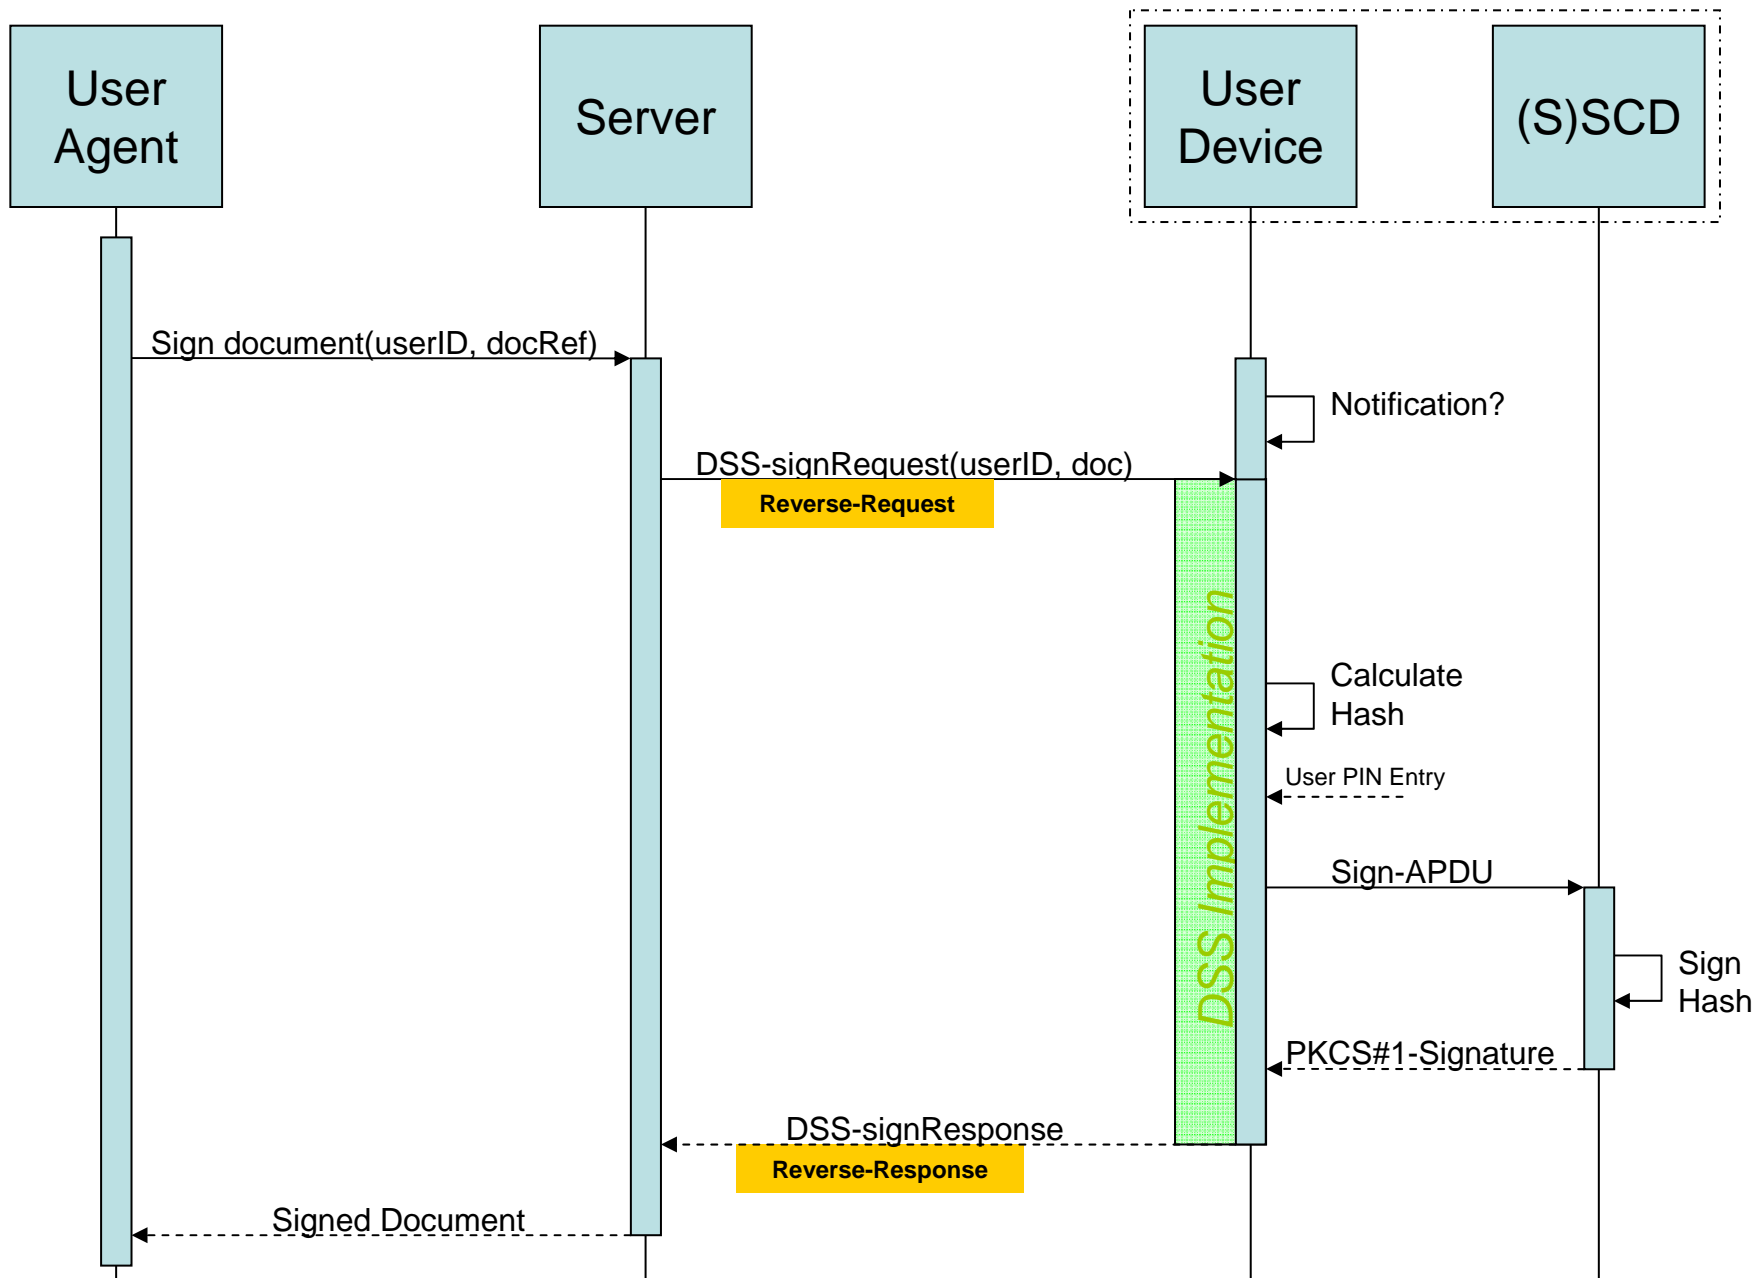 User
Agent
Server
User
Device
(S)SCD
Sign document(userID, docRef)
Notification?
DSS-signRequest(userID, doc)
Reverse-Request
DSS Implementation
Calculate
Hash
User PIN Entry
Sign-APDU
Sign
Hash
PKCS#1-Signature
DSS-signResponse
Reverse-Response
Signed Document